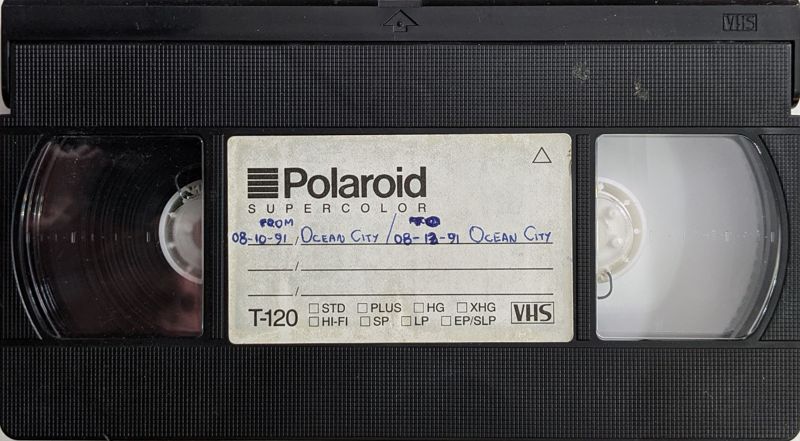 VHS
Polaroid
SUPERCOLOR
FROM TO
08-10-91, OCEAN CITY / 08-12-91 OCEAN CITY
/
/
T-120 □ STD □ PLUS □ HG □ XHG
□ HI-FI □ SP □ LP □ EP/SLP VHS